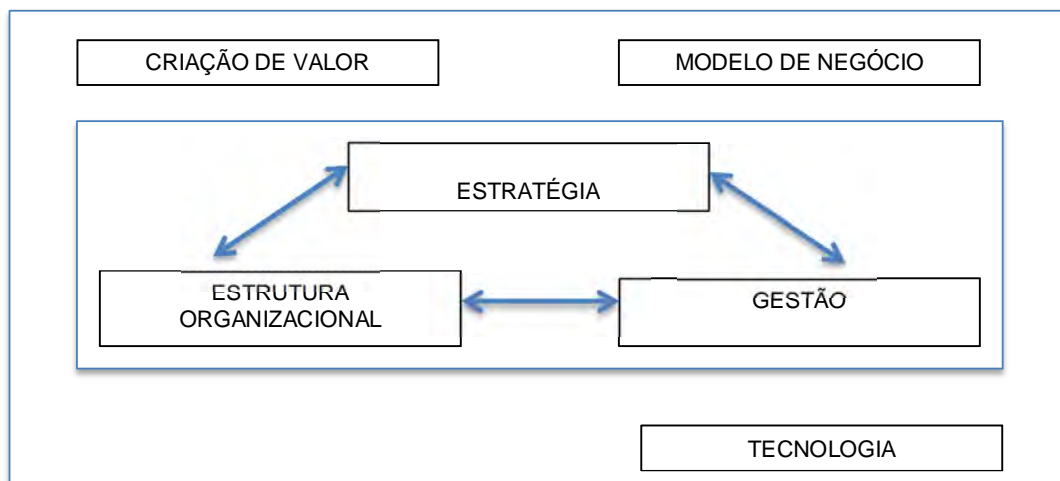 CRIAÇÃO DE VALOR
MODELO DE NEGÓCIO
ESTRATÉGIA
ESTRUTURA
ORGANIZACIONAL
GESTÃO
TECNOLOGIA